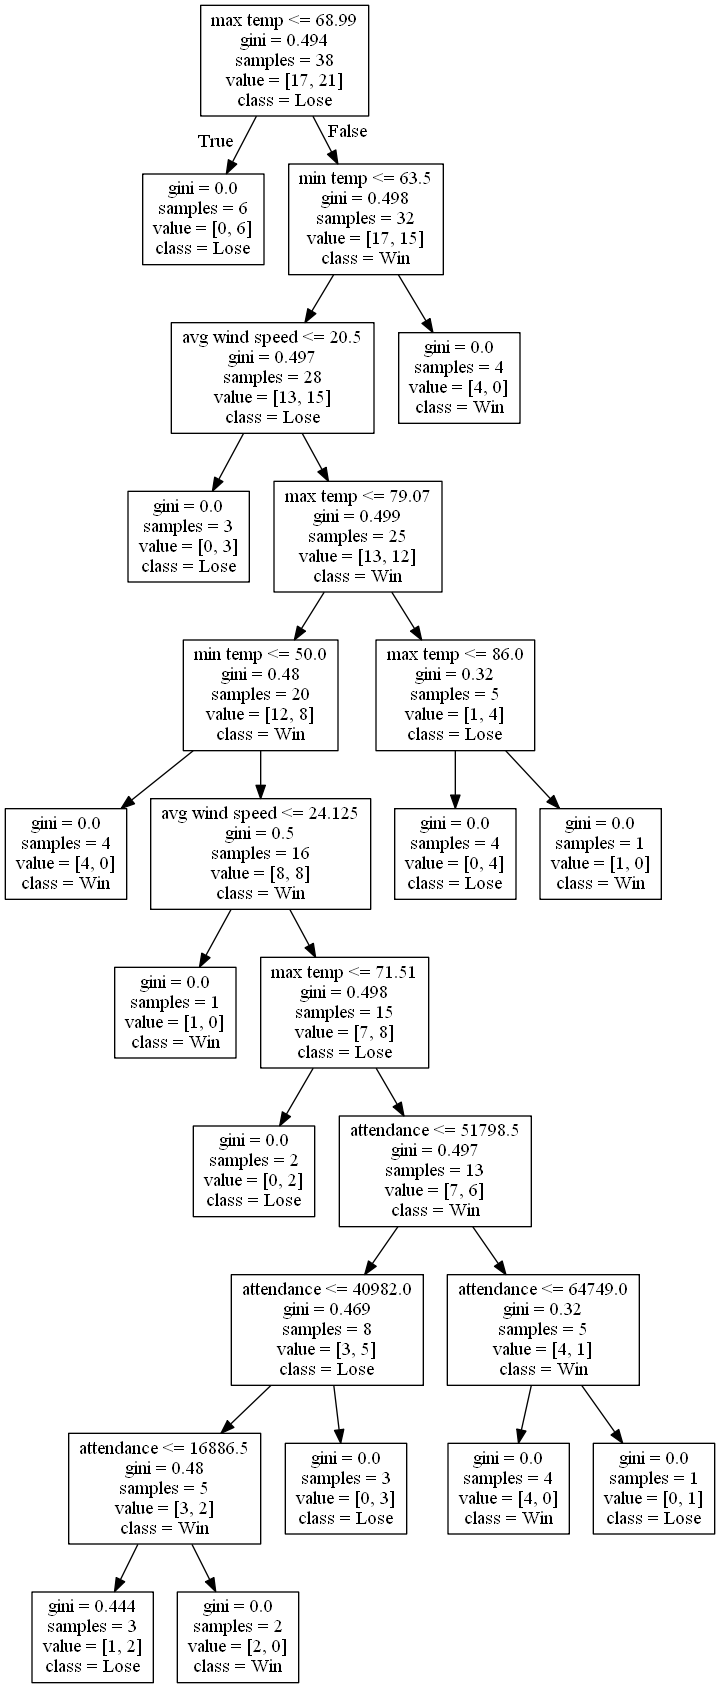 max temp <= 68.99
gini = 0.494
samples = 38
value = [17, 21]
class = Lose
True
False
gini = 0.0
samples = 6
value = [0, 6]
class = Lose
min temp <= 63.5
gini = 0.498
samples = 32
value = [17, 15]
class = Win
avg wind speed <= 20.5
gini = 0.497
samples = 28
value = [13, 15]
class = Lose
gini = 0.0
samples = 4
value = [4, 0]
class = Win
gini = 0.0
samples = 3
value = [0, 3]
class = Lose
max temp <= 79.07
gini = 0.499
samples = 25
value = [13, 12]
class = Win
min temp <= 50.0
gini = 0.48
samples = 20
value = [12, 8]
class = Win
max temp <= 86.0
gini = 0.32
samples = 5
value = [1, 4]
class = Lose
gini = 0.0
samples = 4
value = [4, 0]
class = Win
avg wind speed <= 24.125
gini = 0.5
samples = 16
value = [8, 8]
class = Win
gini = 0.0
samples = 4
value = [0, 4]
class = Lose
gini = 0.0
samples = 1
value = [1, 0]
class = Win
gini = 0.0
samples = 1
value = [1, 0]
class = Win
max temp <= 71.51
gini = 0.498
samples = 15
value = [7, 8]
class = Lose
gini = 0.0
samples = 2
value = [0, 2]
class = Lose
attendance <= 51798.5
gini = 0.497
samples = 13
value = [7, 6]
class = Win
attendance <= 40982.0
gini = 0.469
samples = 8
value = [3, 5]
class = Lose
attendance <= 64749.0
gini = 0.32
samples = 5
value = [4, 1]
class = Win
attendance <= 16886.5
gini = 0.48
samples = 5
value = [3, 2]
class = Win
gini = 0.0
samples = 3
value = [0, 3]
class = Lose
gini = 0.0
samples = 4
value = [4, 0]
class = Win
gini = 0.0
samples = 1
value = [0, 1]
class = Lose
gini = 0.444
samples = 3
value = [1, 2]
class = Lose
gini = 0.0
samples = 2
value = [2, 0]
class = Win